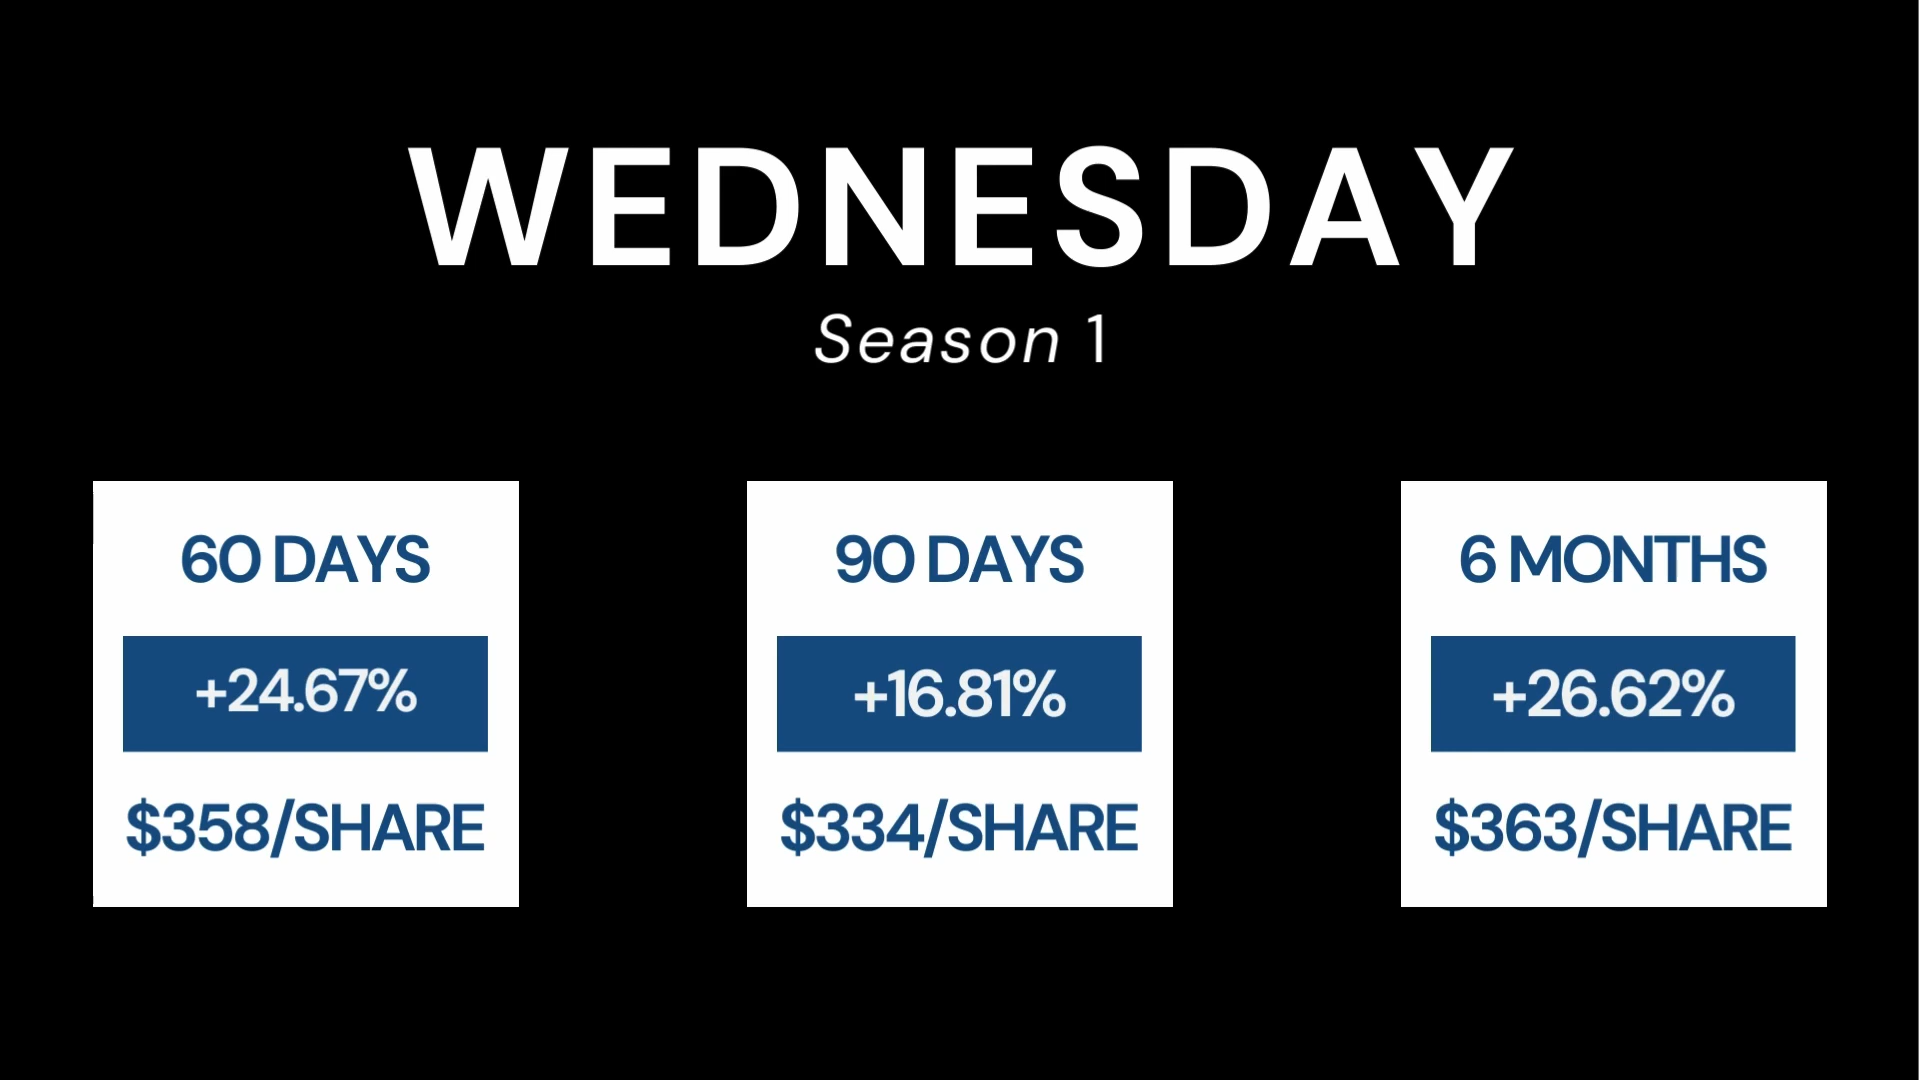 WEDNESDAY
Season 1
60 DAYS
+24.67%
$358/SHARE
90 DAYS
+16.81%
$334/SHARE
6 MONTHS
+26.62%
$363/SHARE